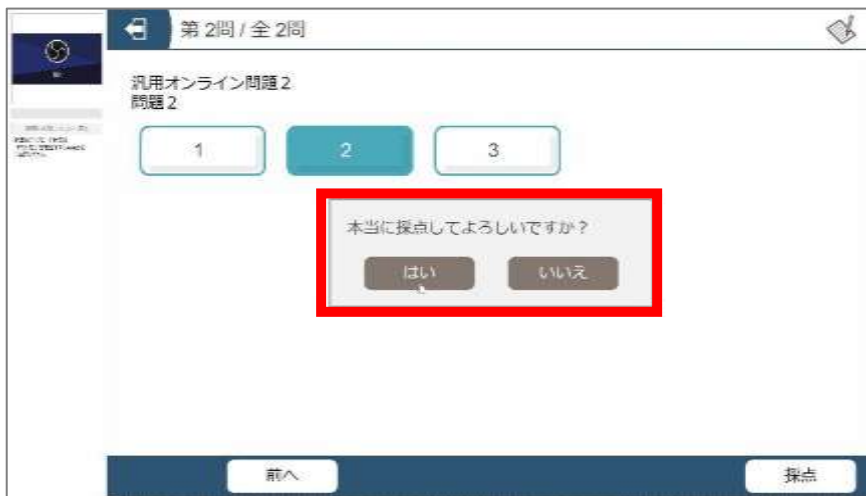 第 2問 / 全 2問
汎用オンライン問題２
問題２
1
2
3
本当に採点してよろしいですか？
はい
いいえ
前へ
採点